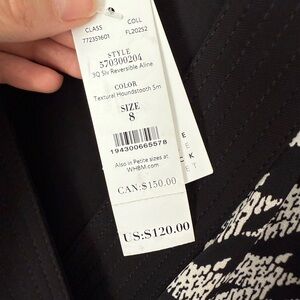 CLASS COLL
772351601 FL20252
STYLE
570300204
3Q Slv Reversible Aline
COLOR
Textural Houndstooth Sm
SIZE
8
194300665578
Also in Petite sizes at
WHBM.com
CAN:$150.00
US:$120.00